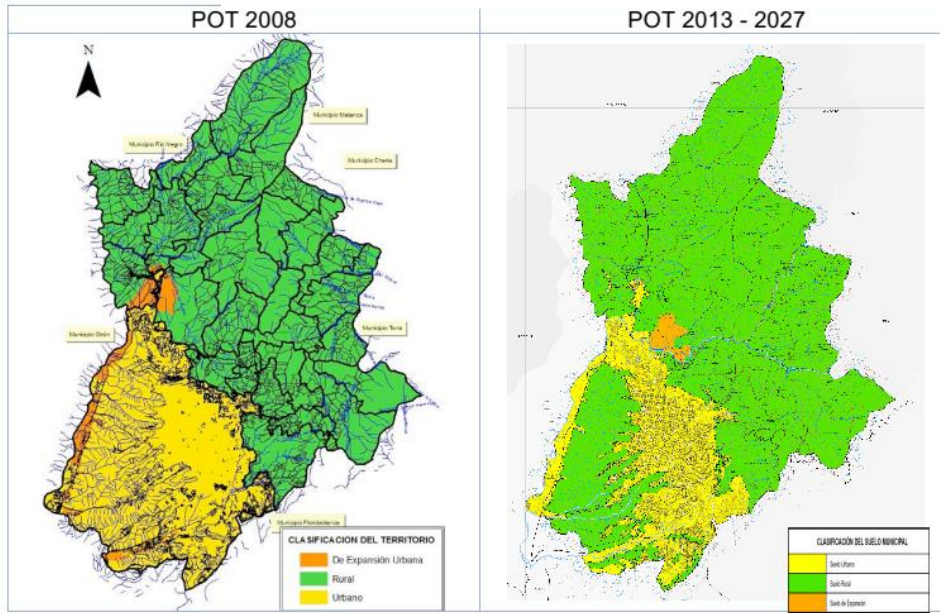 POT 2008
POT 2013 - 2027
N
Municipio Matanza
Municipio Rio Negro
Municipio Charta
Municipio Girón
Municipio Tona
Municipio Floridablanca
CLASIFICACION DEL TERRITORIO
De Expansión Urbana
Rural
Urbano
CLASIFICACIÓN DEL SUELO MUNICIPAL
Suelo Urbano
Suelo Rural
Suelo de Expansión